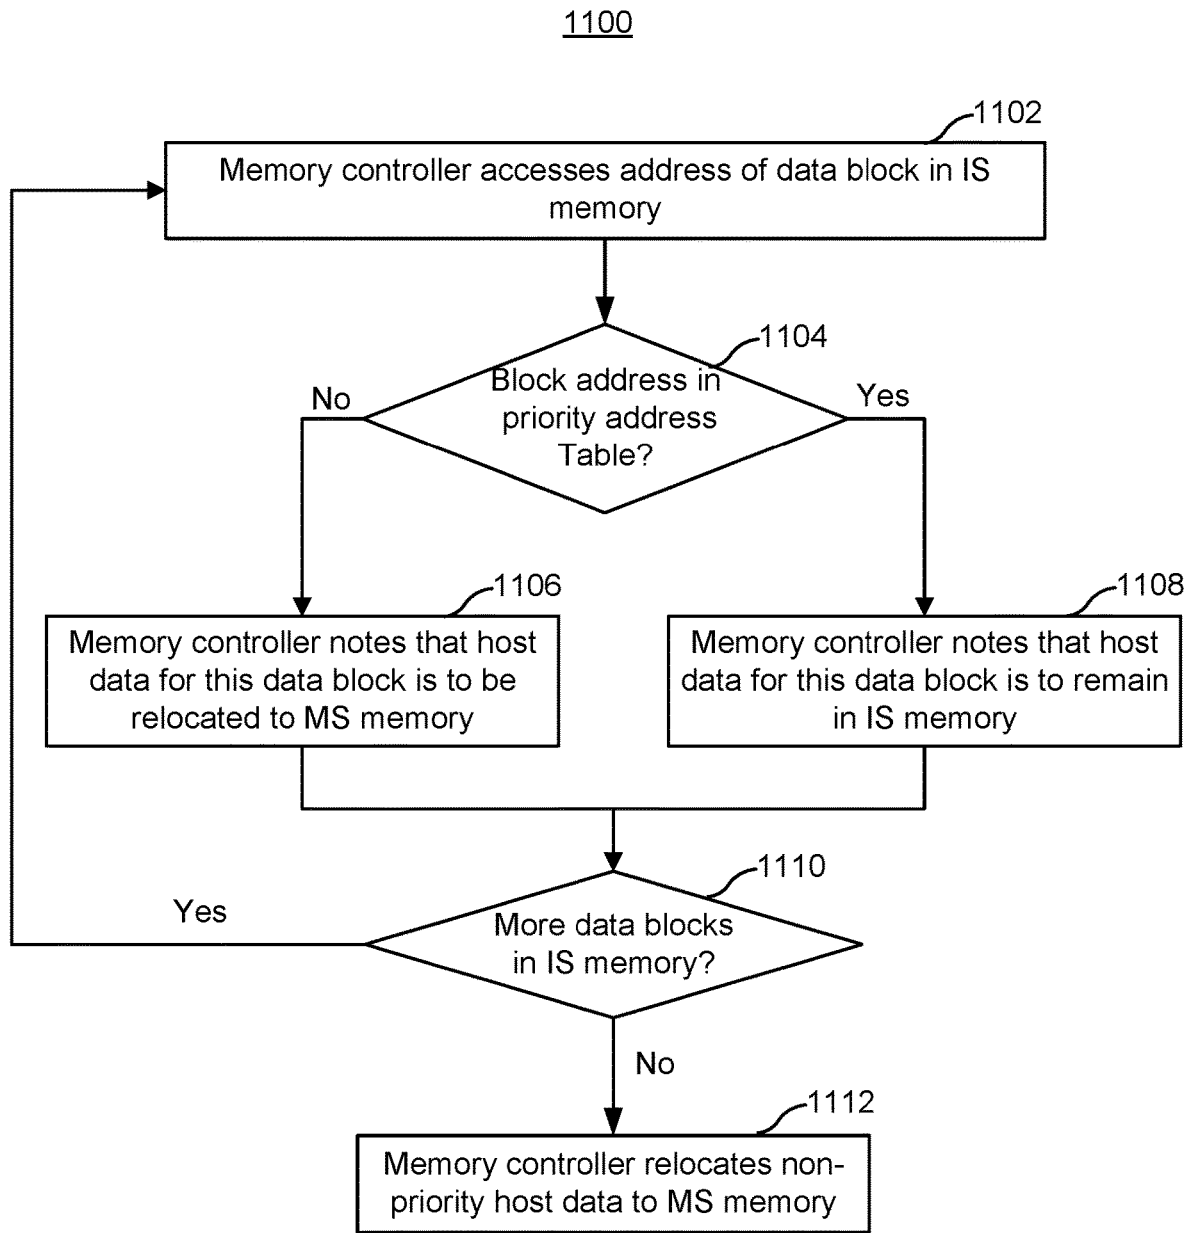 1100
1102
Memory controller accesses address of data block in IS
memory
1104
Block address in
priority address
Table?
No
Yes
1106
Memory controller notes that host
data for this data block is to be
relocated to MS memory
1108
Memory controller notes that host
data for this data block is to remain
in IS memory
1110
More data blocks
in IS memory?
Yes
No
1112
Memory controller relocates non-
priority host data to MS memory